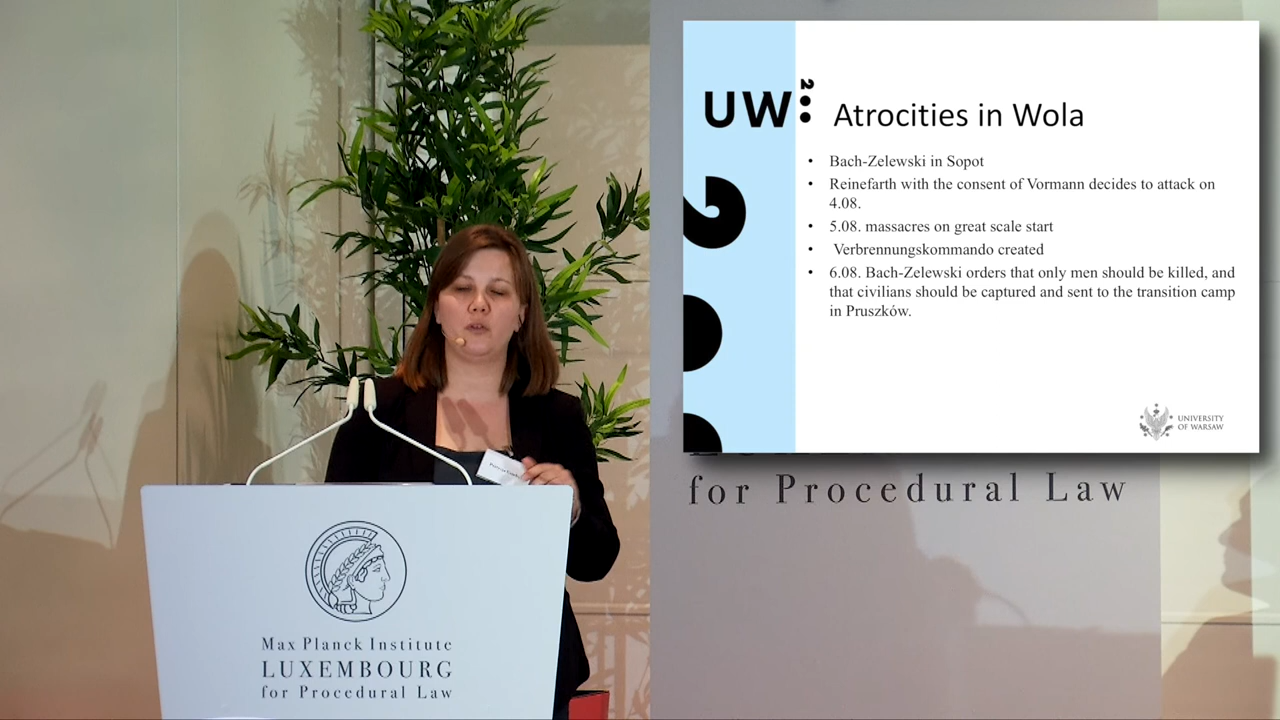 UW
2
Atrocities in Wola
• Bach-Zelewski in Sopot
• Reinefarth with the consent of Vormann decides to attack on
4.08.
• 5.08. massacres on great scale start
• Verbrennungskommando created
• 6.08. Bach-Zelewski orders that only men should be killed, and
that civilians should be captured and sent to the transition camp
in Pruszków.
UNIVERSITY
OF WARSAW
for Procedural Law
Max Planck Institute
LUXEMBOURG
for Procedural Law